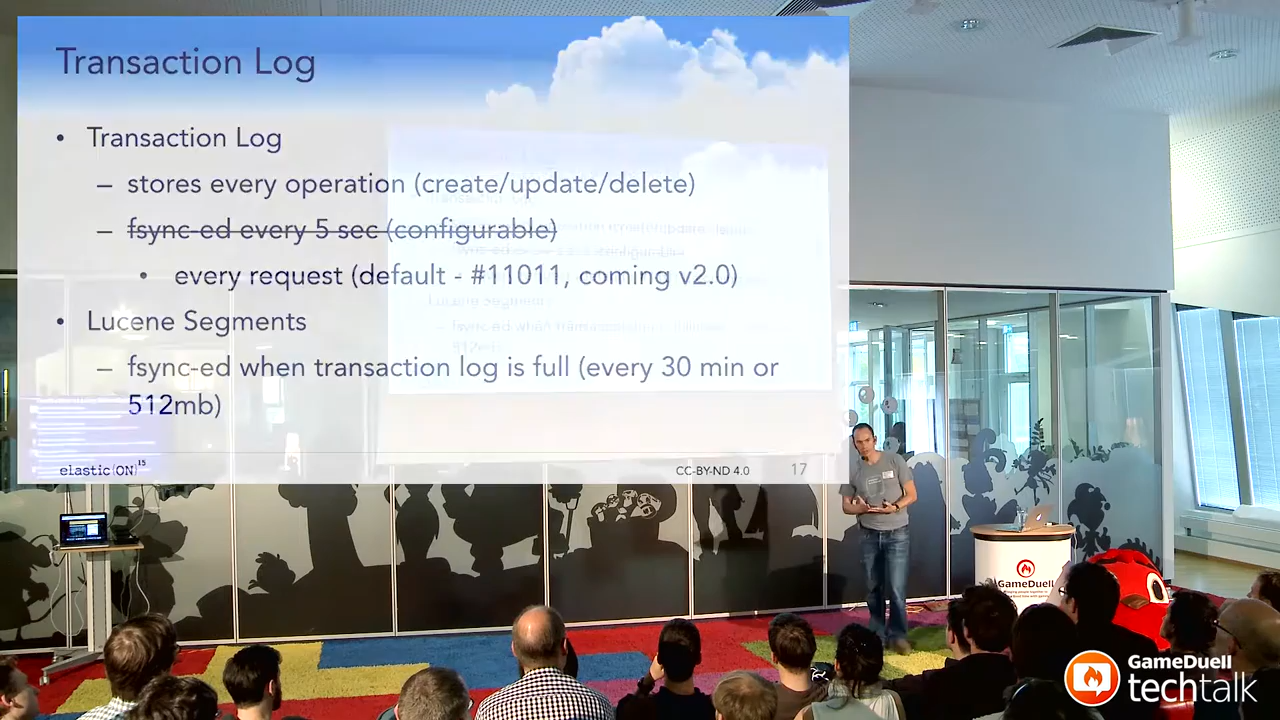 Transaction Log
• Transaction Log
– stores every operation (create/update/delete)
– fsync-ed every 5 sec (configurable)
• every request (default - #11011, coming v2.0)
• Lucene Segments
– fsync-ed when transaction log is full (every 30 min or
512mb)
elastic(ON)15
CC-BY-ND 4.0
17
GameDuell
GameDuell
techtalk